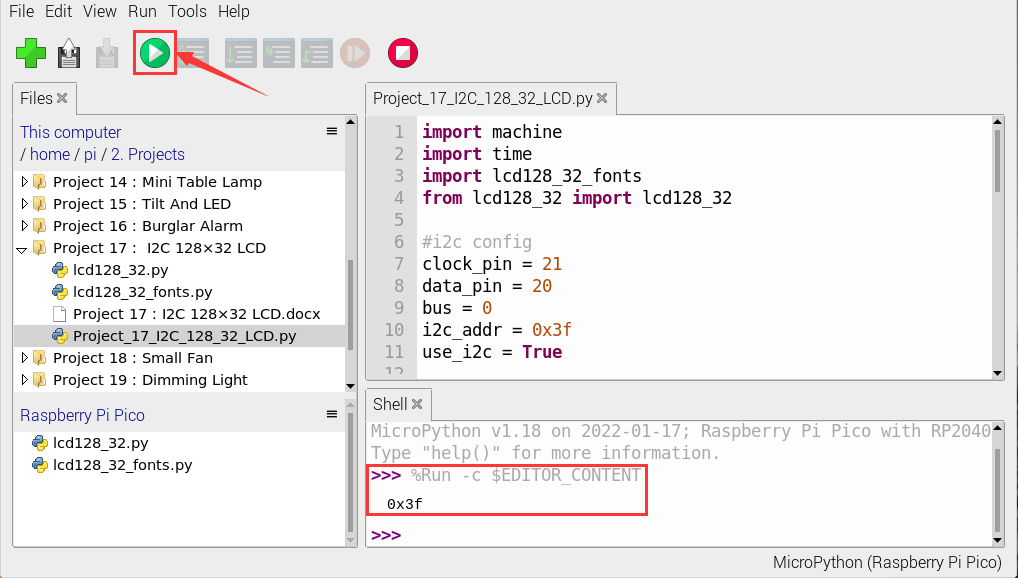 File Edit View Run Tools Help
Files
This computer
/ home / pi / 2. Projects
Project 14 : Mini Table Lamp
Project 15 : Tilt And LED
Project 16 : Burglar Alarm
Project 17 :  I2C 128×32 LCD
lcd128_32.py
lcd128_32_fonts.py
Project 17 : I2C 128×32 LCD.docx
Project_17_I2C_128_32_LCD.py
Project 18 : Small Fan
Project 19 : Dimming Light
Raspberry Pi Pico
lcd128_32.py
lcd128_32_fonts.py
Project_17_I2C_128_32_LCD.py
1 import machine
2 import time
3 import lcd128_32_fonts
4 from lcd128_32 import lcd128_32
5
6 #i2c config
7 clock_pin = 21
8 data_pin = 20
9 bus = 0
10 i2c_addr = 0x3f
11 use_i2c = True
12
Shell
MicroPython v1.18 on 2022-01-17; Raspberry Pi Pico with RP2040
Type "help()" for more information.
>>> %Run -c $EDITOR_CONTENT
0x3f
>>>
MicroPython (Raspberry Pi Pico)